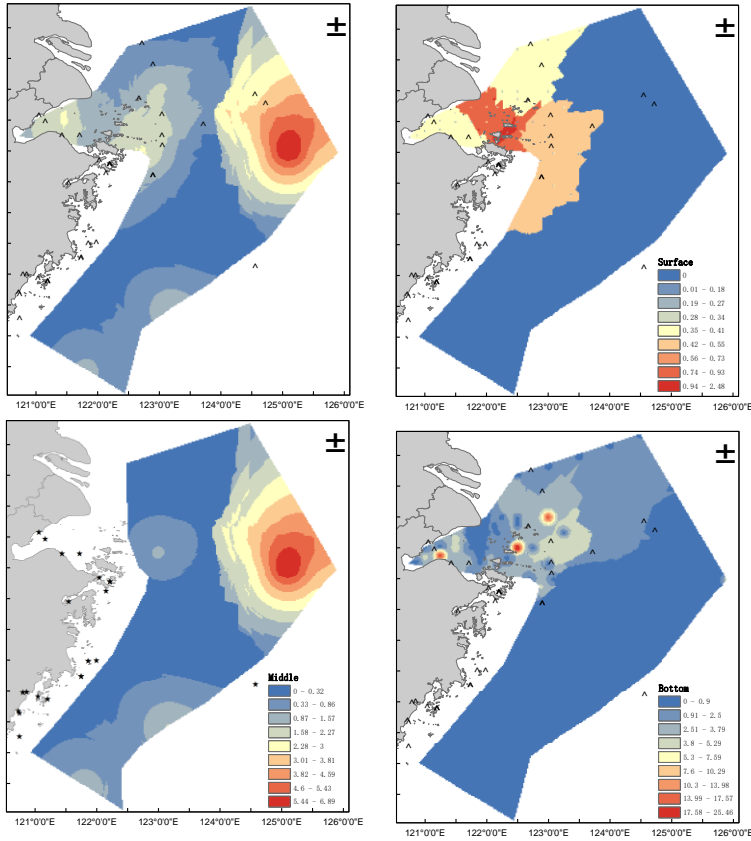 ±
±
Surface
0
0.01 - 0.18
0.19 - 0.27
0.28 - 0.34
0.35 - 0.41
0.42 - 0.55
0.56 - 0.73
0.74 - 0.93
0.94 - 2.48
121°0'0"E 122°0'0"E 123°0'0"E 124°0'0"E 125°0'0"E 126°0'0"E
121°0'0"E 122°0'0"E 123°0'0"E 124°0'0"E 125°0'0"E 126°0'0"E
±
±
Middle
0 - 0.32
0.33 - 0.86
0.87 - 1.57
1.58 - 2.27
2.28 - 3
3.01 - 3.81
3.82 - 4.59
4.6 - 5.43
5.44 - 6.89
Bottom
0 - 0.9
0.91 - 2.5
2.51 - 3.79
3.8 - 5.29
5.3 - 7.59
7.6 - 10.29
10.3 - 13.98
13.99 - 17.57
17.58 - 25.46
121°0'0"E 122°0'0"E 123°0'0"E 124°0'0"E 125°0'0"E 126°0'0"E
121°0'0"E 122°0'0"E 123°0'0"E 124°0'0"E 125°0'0"E 126°0'0"E